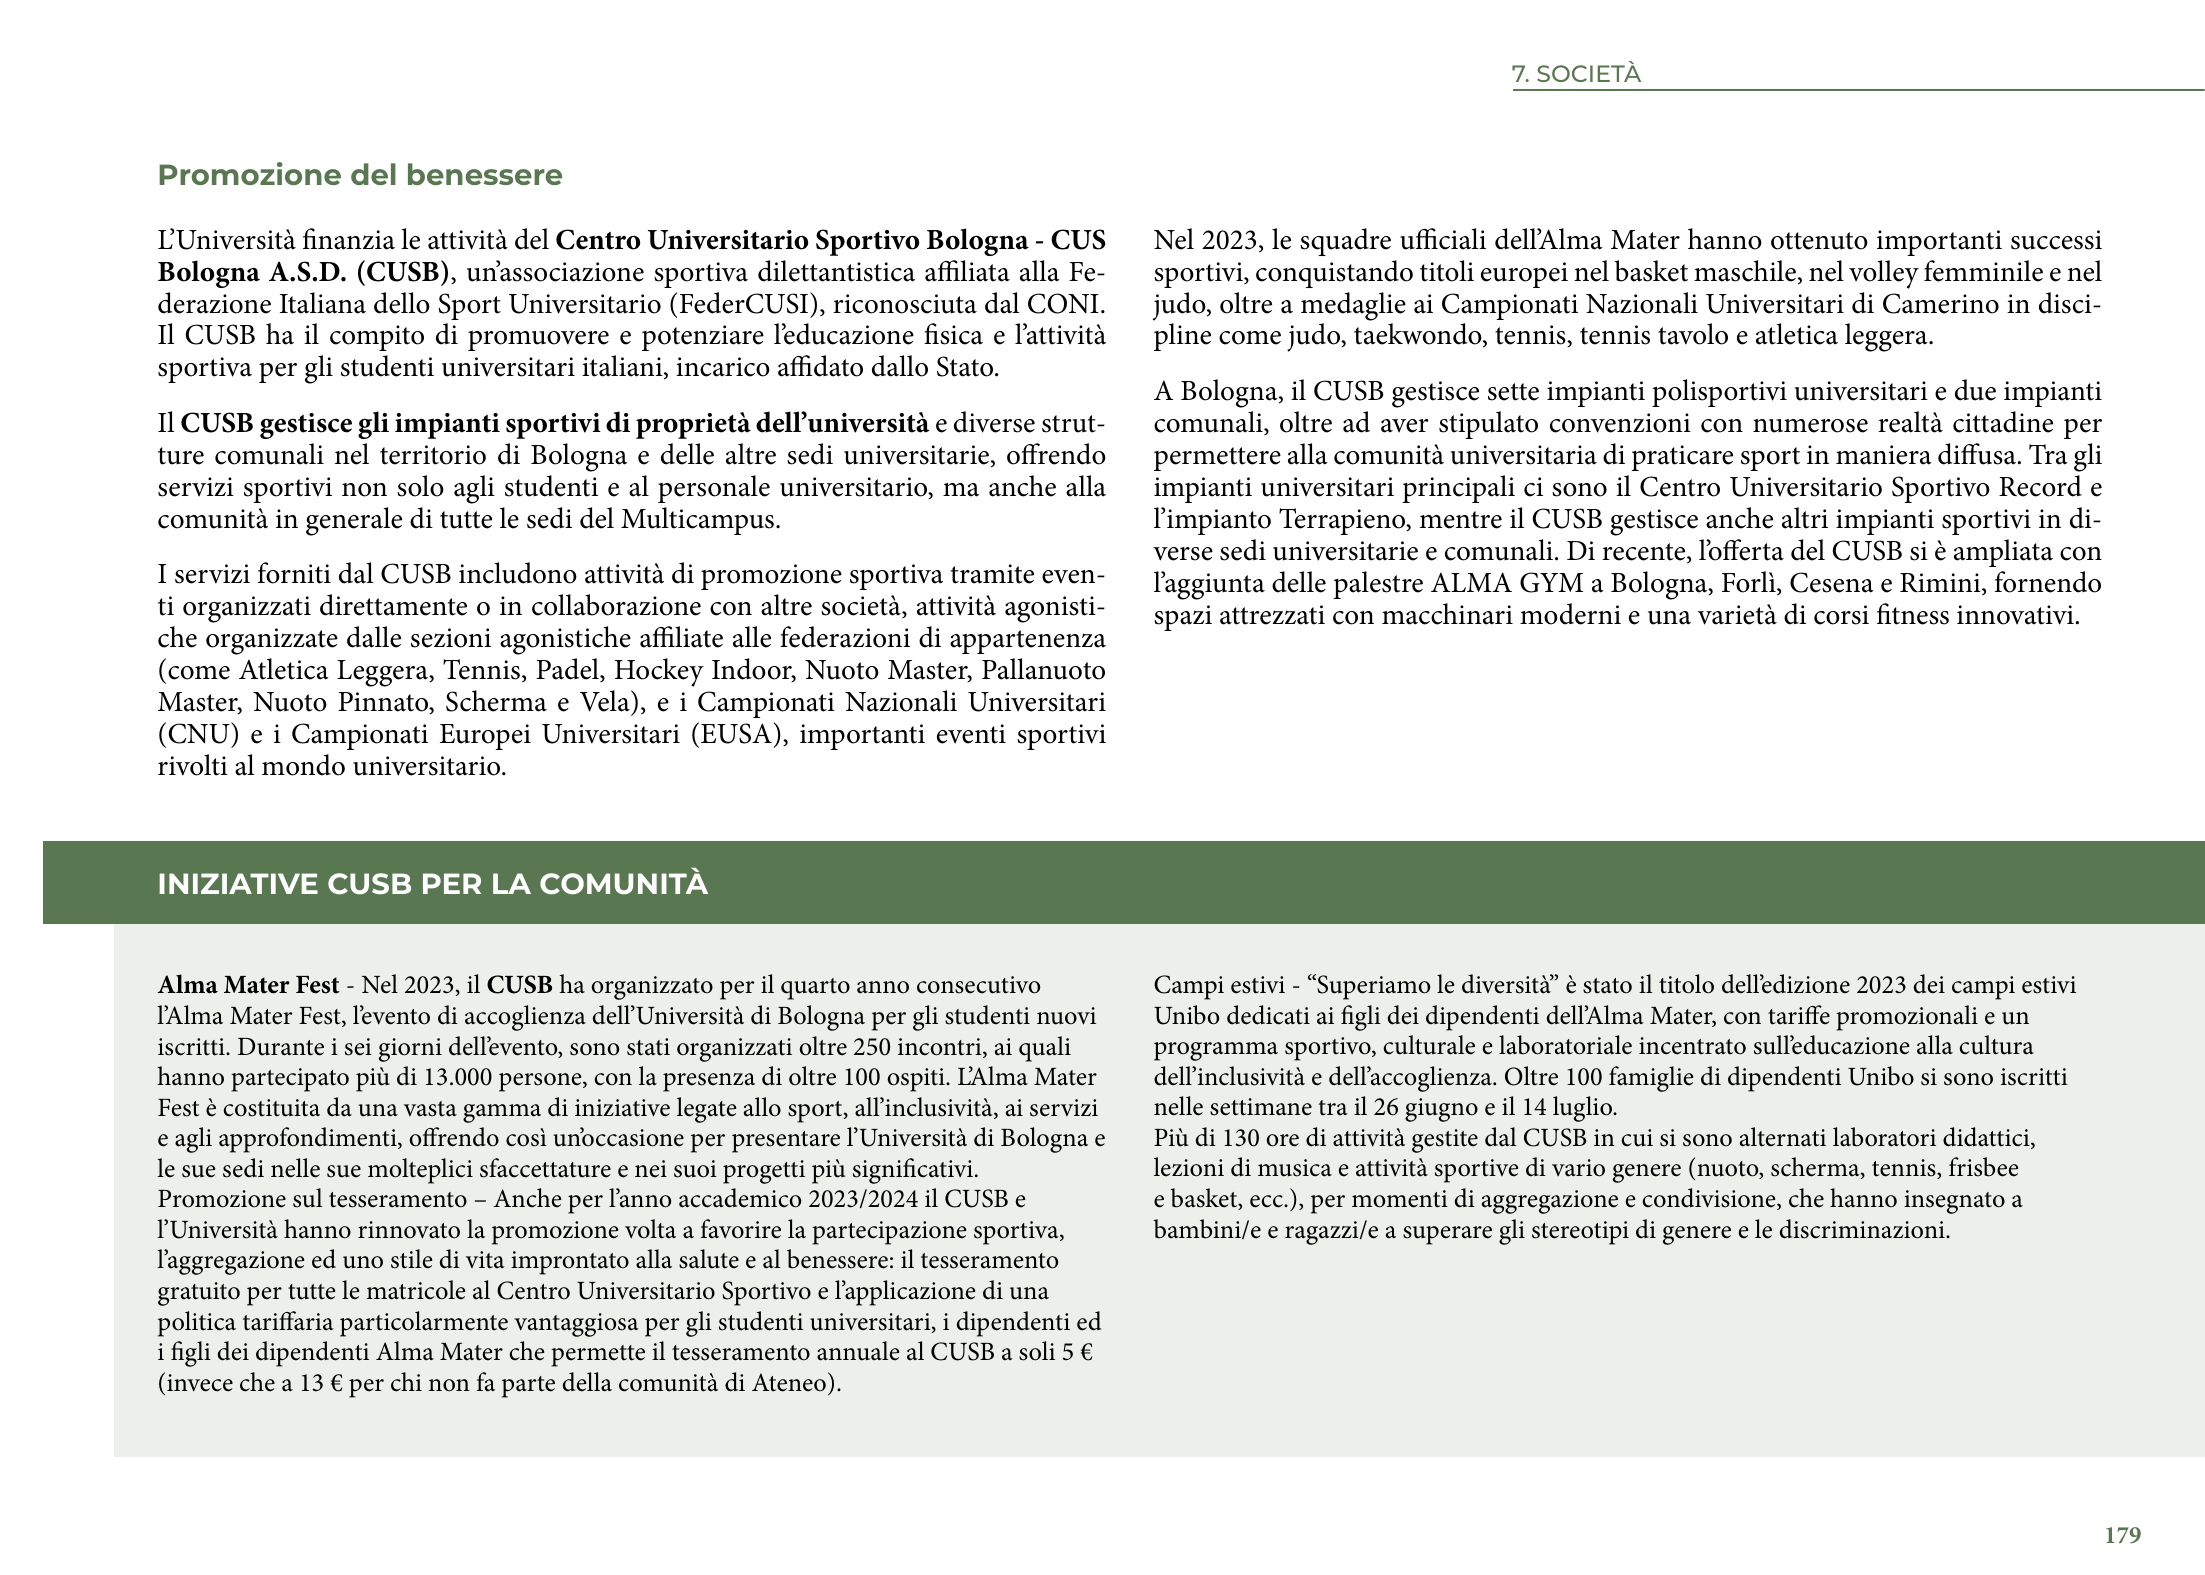 7. SOCIETÀ
Promozione del benessere
L’Università finanzia le attività del Centro Universitario Sportivo Bologna - CUS
Bologna A.S.D. (CUSB), un’associazione sportiva dilettantistica affiliata alla Fe-
derazione Italiana dello Sport Universitario (FederCUSI), riconosciuta dal CONI.
Il CUSB ha il compito di promuovere e potenziare l’educazione fisica e l’attività
sportiva per gli studenti universitari italiani, incarico affidato dallo Stato.
Il CUSB gestisce gli impianti sportivi di proprietà dell’università e diverse strut-
ture comunali nel territorio di Bologna e delle altre sedi universitarie, offrendo
servizi sportivi non solo agli studenti e al personale universitario, ma anche alla
comunità in generale di tutte le sedi del Multicampus.
I servizi forniti dal CUSB includono attività di promozione sportiva tramite even-
ti organizzati direttamente o in collaborazione con altre società, attività agonisti-
che organizzate dalle sezioni agonistiche affiliate alle federazioni di appartenenza
(come Atletica Leggera, Tennis, Padel, Hockey Indoor, Nuoto Master, Pallanuoto
Master, Nuoto Pinnato, Scherma e Vela), e i Campionati Nazionali Universitari
(CNU) e i Campionati Europei Universitari (EUSA), importanti eventi sportivi
rivolti al mondo universitario.
Nel 2023, le squadre ufficiali dell’Alma Mater hanno ottenuto importanti successi
sportivi, conquistando titoli europei nel basket maschile, nel volley femminile e nel
judo, oltre a medaglie ai Campionati Nazionali Universitari di Camerino in disci-
pline come judo, taekwondo, tennis, tennis tavolo e atletica leggera.
A Bologna, il CUSB gestisce sette impianti polisportivi universitari e due impianti
comunali, oltre ad aver stipulato convenzioni con numerose realtà cittadine per
permettere alla comunità universitaria di praticare sport in maniera diffusa. Tra gli
impianti universitari principali ci sono il Centro Universitario Sportivo Record e
l’impianto Terrapieno, mentre il CUSB gestisce anche altri impianti sportivi in di-
verse sedi universitarie e comunali. Di recente, l’offerta del CUSB si è ampliata con
l’aggiunta delle palestre ALMA GYM a Bologna, Forlì, Cesena e Rimini, fornendo
spazi attrezzati con macchinari moderni e una varietà di corsi fitness innovativi.
INIZIATIVE CUSB PER LA COMUNITÀ
Alma Mater Fest - Nel 2023, il CUSB ha organizzato per il quarto anno consecutivo
l’Alma Mater Fest, l’evento di accoglienza dell’Università di Bologna per gli studenti nuovi
iscritti. Durante i sei giorni dell’evento, sono stati organizzati oltre 250 incontri, ai quali
hanno partecipato più di 13.000 persone, con la presenza di oltre 100 ospiti. L’Alma Mater
Fest è costituita da una vasta gamma di iniziative legate allo sport, all’inclusività, ai servizi
e agli approfondimenti, offrendo così un’occasione per presentare l’Università di Bologna e
le sue sedi nelle sue molteplici sfaccettature e nei suoi progetti più significativi.
Promozione sul tesseramento – Anche per l’anno accademico 2023/2024 il CUSB e
l’Università hanno rinnovato la promozione volta a favorire la partecipazione sportiva,
l’aggregazione ed uno stile di vita improntato alla salute e al benessere: il tesseramento
gratuito per tutte le matricole al Centro Universitario Sportivo e l’applicazione di una
politica tariffaria particolarmente vantaggiosa per gli studenti universitari, i dipendenti ed
i figli dei dipendenti Alma Mater che permette il tesseramento annuale al CUSB a soli 5 €
(invece che a 13 € per chi non fa parte della comunità di Ateneo).
Campi estivi - “Superiamo le diversità” è stato il titolo dell’edizione 2023 dei campi estivi
Unibo dedicati ai figli dei dipendenti dell’Alma Mater, con tariffe promozionali e un
programma sportivo, culturale e laboratoriale incentrato sull’educazione alla cultura
dell’inclusività e dell’accoglienza. Oltre 100 famiglie di dipendenti Unibo si sono iscritti
nelle settimane tra il 26 giugno e il 14 luglio.
Più di 130 ore di attività gestite dal CUSB in cui si sono alternati laboratori didattici,
lezioni di musica e attività sportive di vario genere (nuoto, scherma, tennis, frisbee
e basket, ecc.), per momenti di aggregazione e condivisione, che hanno insegnato a
bambini/e e ragazzi/e a superare gli stereotipi di genere e le discriminazioni.
179